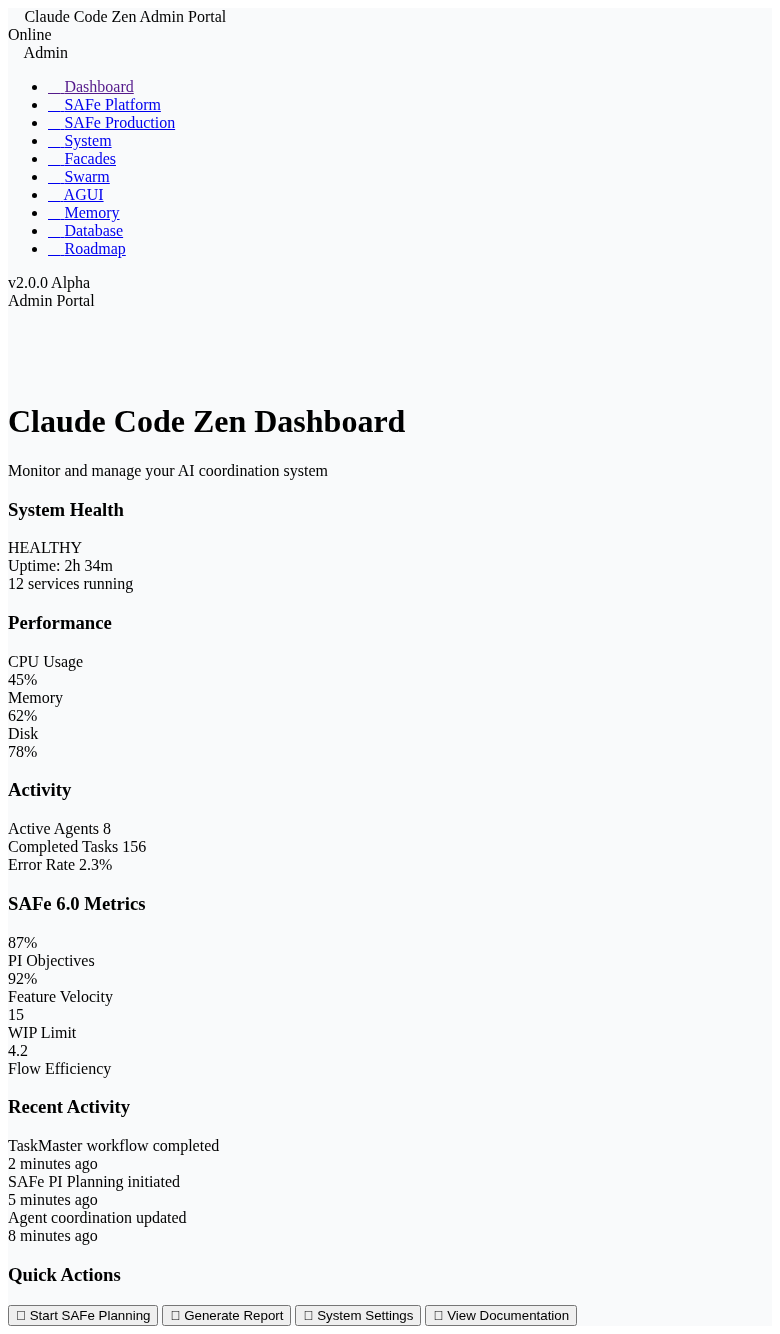 Claude Code Zen Admin Portal
Online
Admin
Dashboard
SAFe Platform
SAFe Production
System
Facades
Swarm
AGUI
Memory
Database
Roadmap
v2.0.0 Alpha
Admin Portal
Claude Code Zen Dashboard
Monitor and manage your AI coordination system
System Health
HEALTHY
Uptime: 2h 34m
12 services running
Performance
CPU Usage
45%
Memory
62%
Disk
78%
Activity
Active Agents 8
Completed Tasks 156
Error Rate 2.3%
SAFe 6.0 Metrics
87%
PI Objectives
92%
Feature Velocity
15
WIP Limit
4.2
Flow Efficiency
Recent Activity
TaskMaster workflow completed
2 minutes ago
SAFe PI Planning initiated
5 minutes ago
Agent coordination updated
8 minutes ago
Quick Actions
Start SAFe Planning Generate Report System Settings View Documentation